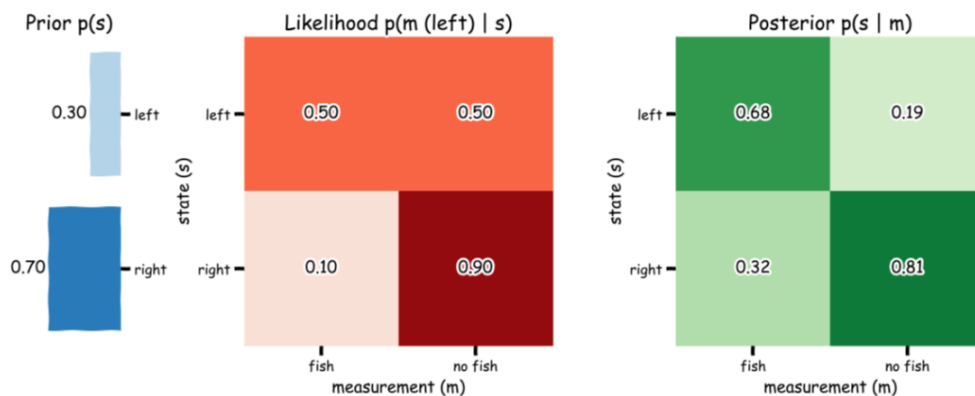 Prior p(s)
0.30
left
0.70
right
Likelihood p(m (left) | s)
state (s)
left
0.50
0.50
right
0.10
0.90
fish
no fish
measurement (m)
Posterior p(s | m)
state (s)
left
0.68
0.19
right
0.32
0.81
fish
no fish
measurement (m)